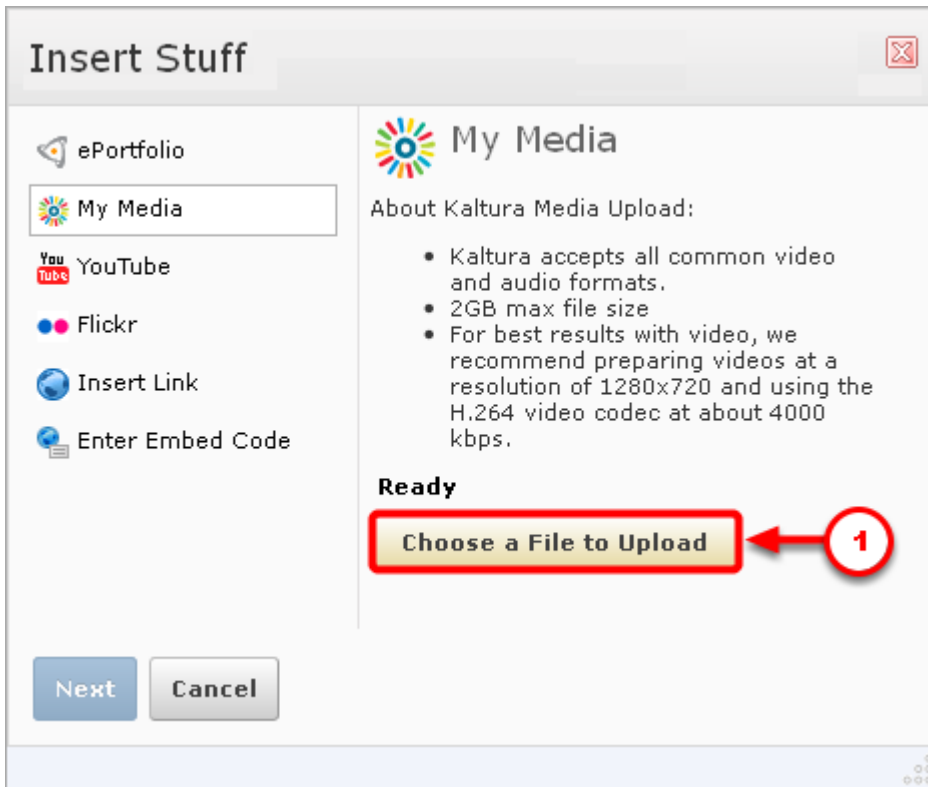 Insert Stuff
ePortfolio
My Media
You
Tube
YouTube
Flickr
Insert Link
Enter Embed Code
My Media
About Kaltura Media Upload:
• Kaltura accepts all common video
and audio formats.
• 2GB max file size
• For best results with video, we
recommend preparing videos at a
resolution of 1280x720 and using the
H.264 video codec at about 4000
kbps.
Ready
Choose a File to Upload
1
Next
Cancel